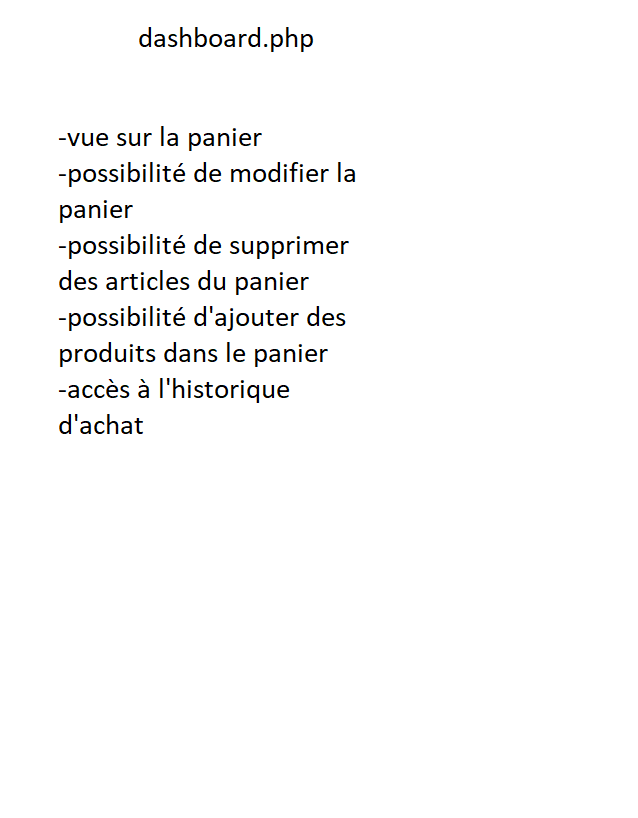 dashboard.php
-vue sur la panier
-possibilité de modifier la
panier
-possibilité de supprimer
des articles du panier
-possibilité d'ajouter des
produits dans le panier
-accès à l'historique
d'achat